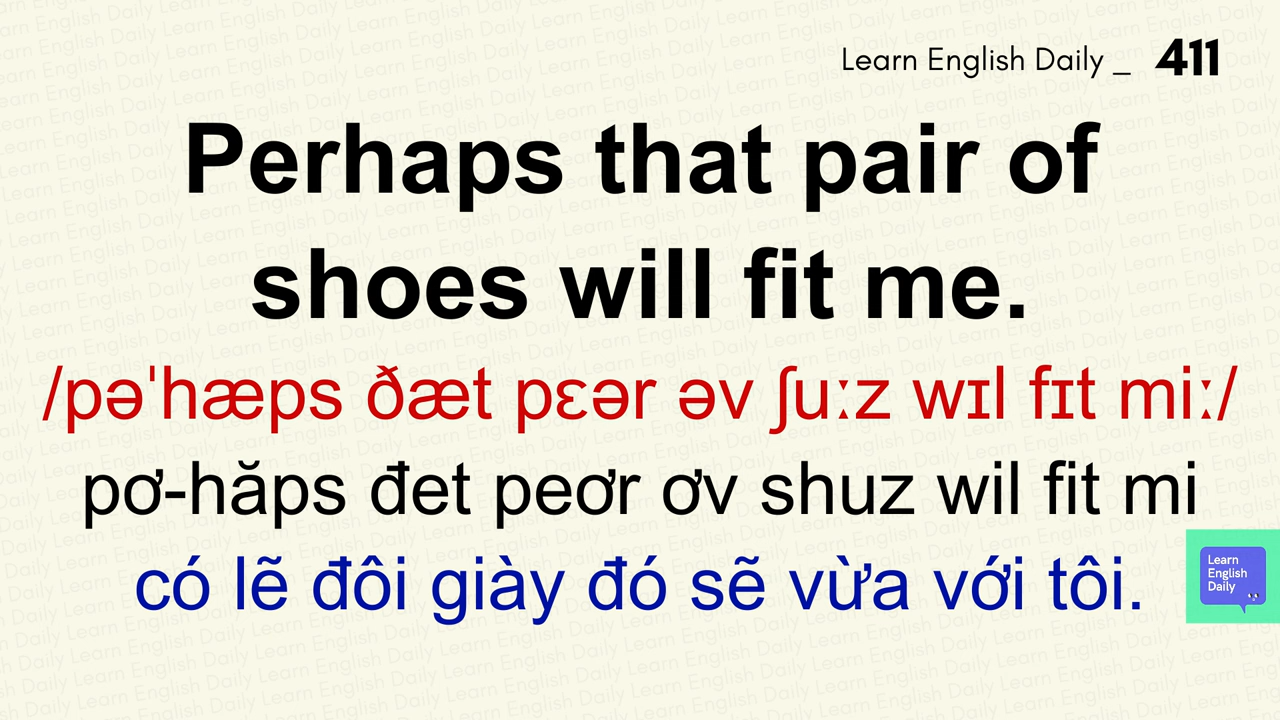 Learn English Daily _ 411
Perhaps that pair of
shoes will fit me.
/pəˈhæps ðæt pɛər əv ʃuːz wɪl fɪt miː/
pơ-hăps đet peơr ơv shuz wil fit mi
có lẽ đôi giày đó sẽ vừa với tôi.
Learn
English
Daily